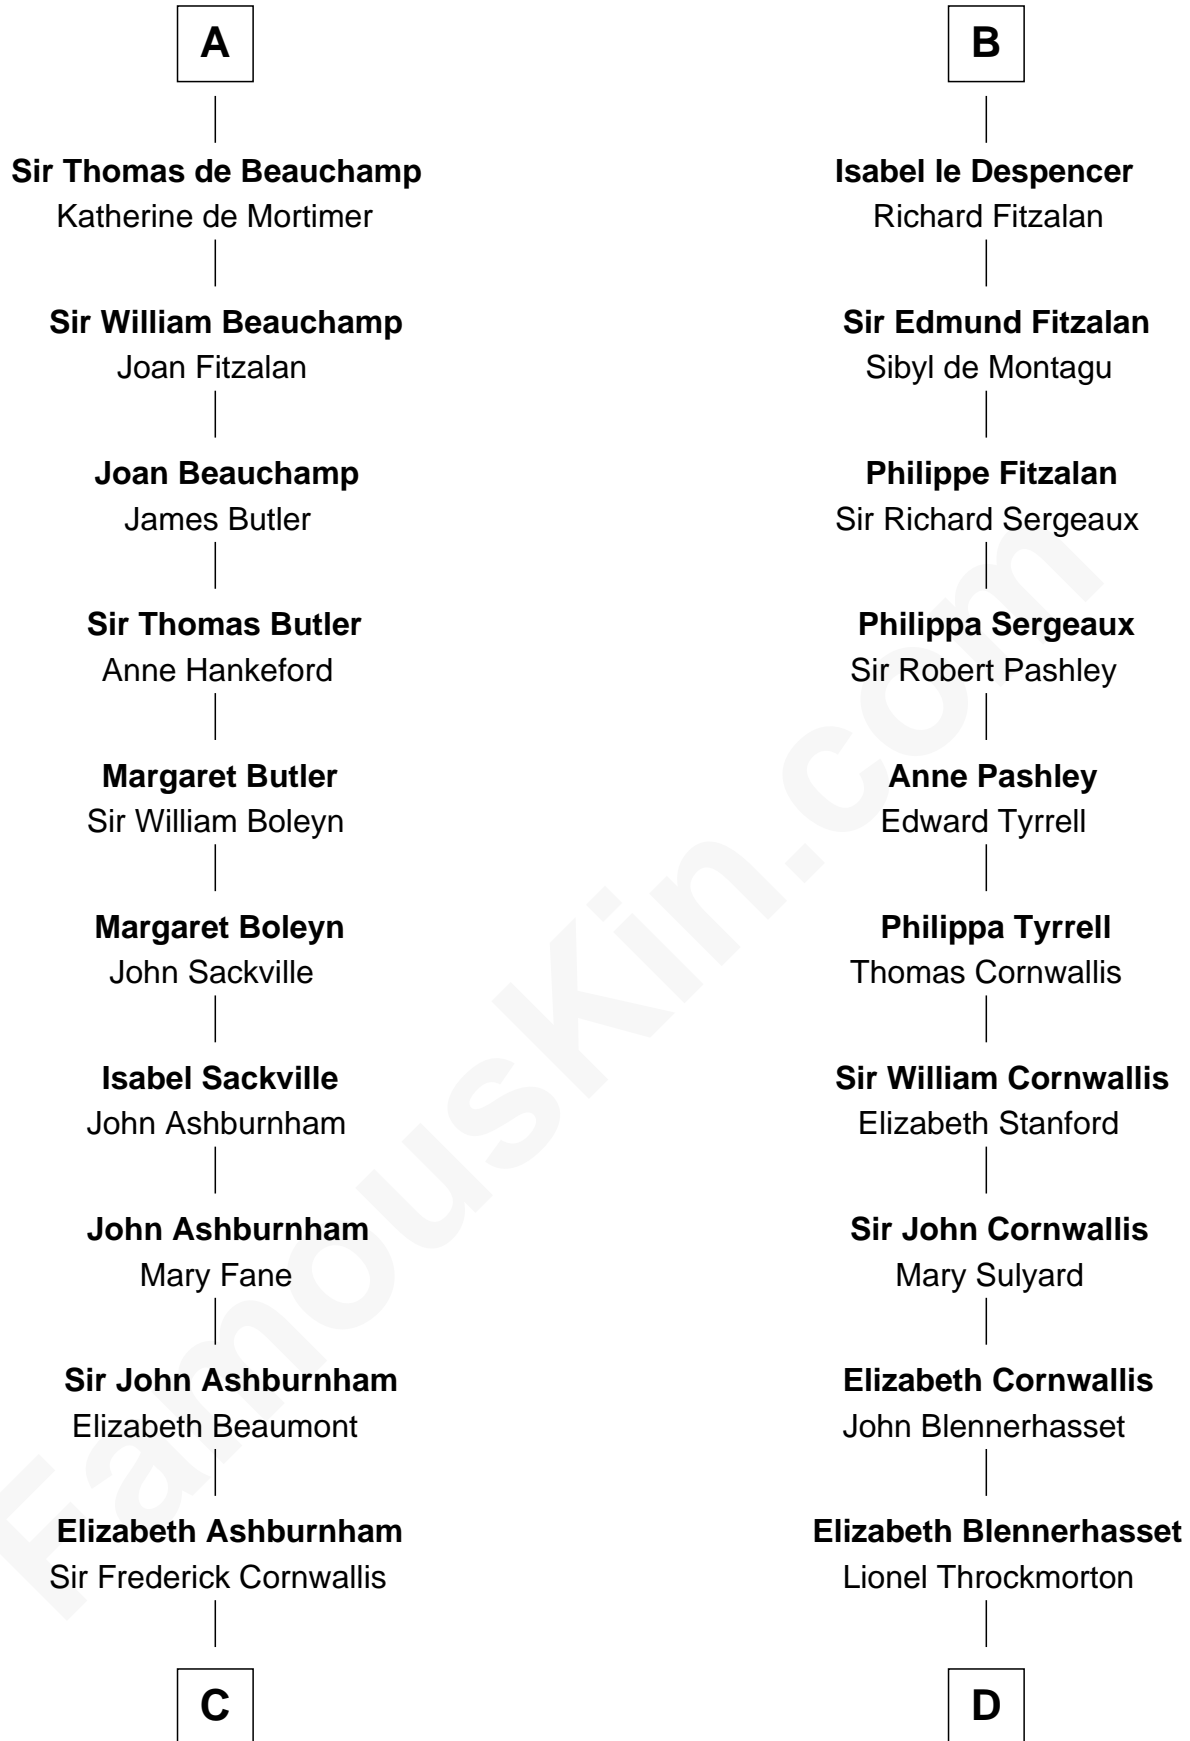 A
Sir Thomas de Beauchamp
Katherine de Mortimer
Sir William Beauchamp
Joan Fitzalan
Joan Beauchamp
James Butler
Sir Thomas Butler
Anne Hankeford
Margaret Butler
Sir William Boleyn
Margaret Boleyn
John Sackville
Isabel Sackville
John Ashburnham
John Ashburnham
Mary Fane
Sir John Ashburnham
Elizabeth Beaumont
Elizabeth Ashburnham
Sir Frederick Cornwallis
C
B
Isabel le Despencer
Richard Fitzalan
Sir Edmund Fitzalan
Sibyl de Montagu
Philippe Fitzalan
Sir Richard Sergeaux
Philippa Sergeaux
Sir Robert Pashley
Anne Pashley
Edward Tyrrell
Philippa Tyrrell
Thomas Cornwallis
Sir William Cornwallis
Elizabeth Stanford
Sir John Cornwallis
Mary Sulyard
Elizabeth Cornwallis
John Blennerhasset
Elizabeth Blennerhasset
Lionel Throckmorton
D
FamousKin.com